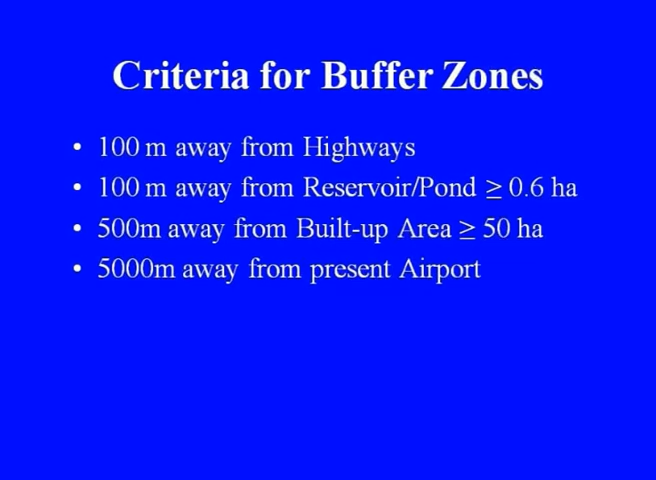 Criteria for Buffer Zones
• 100 m away from Highways
• 100 m away from Reservoir/Pond ≥ 0.6 ha
• 500m away from Built-up Area ≥ 50 ha
• 5000m away from present Airport